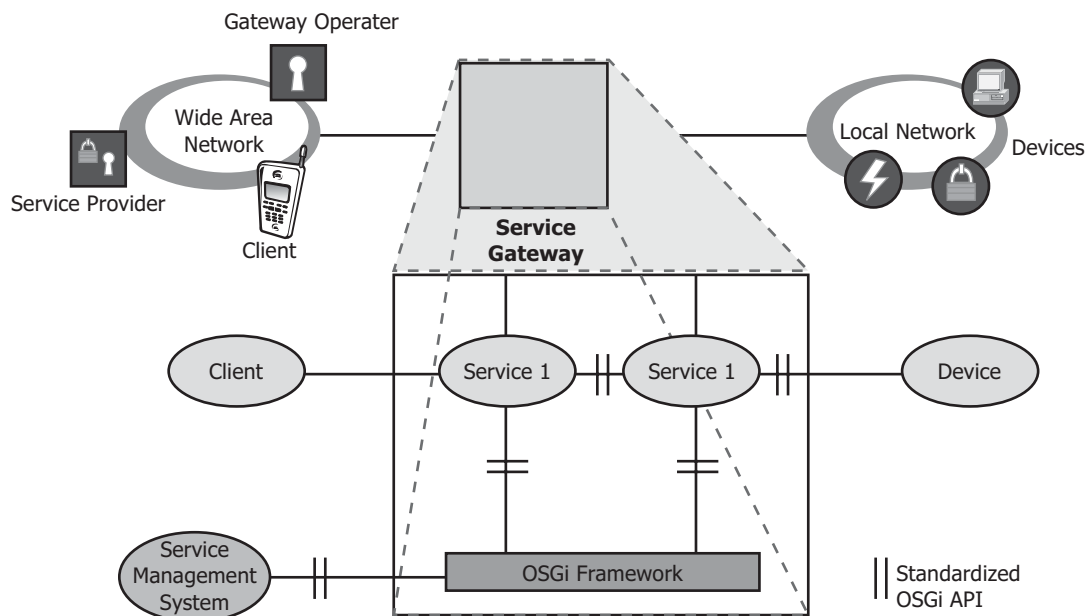 Gateway Operater
Wide Area
Network
Service Provider
Client
Local Network
Devices
Service
Gateway
Client
Service 1
Service 1
Device
Service
Management
System
OSGi Framework
Standardized
OSGi API